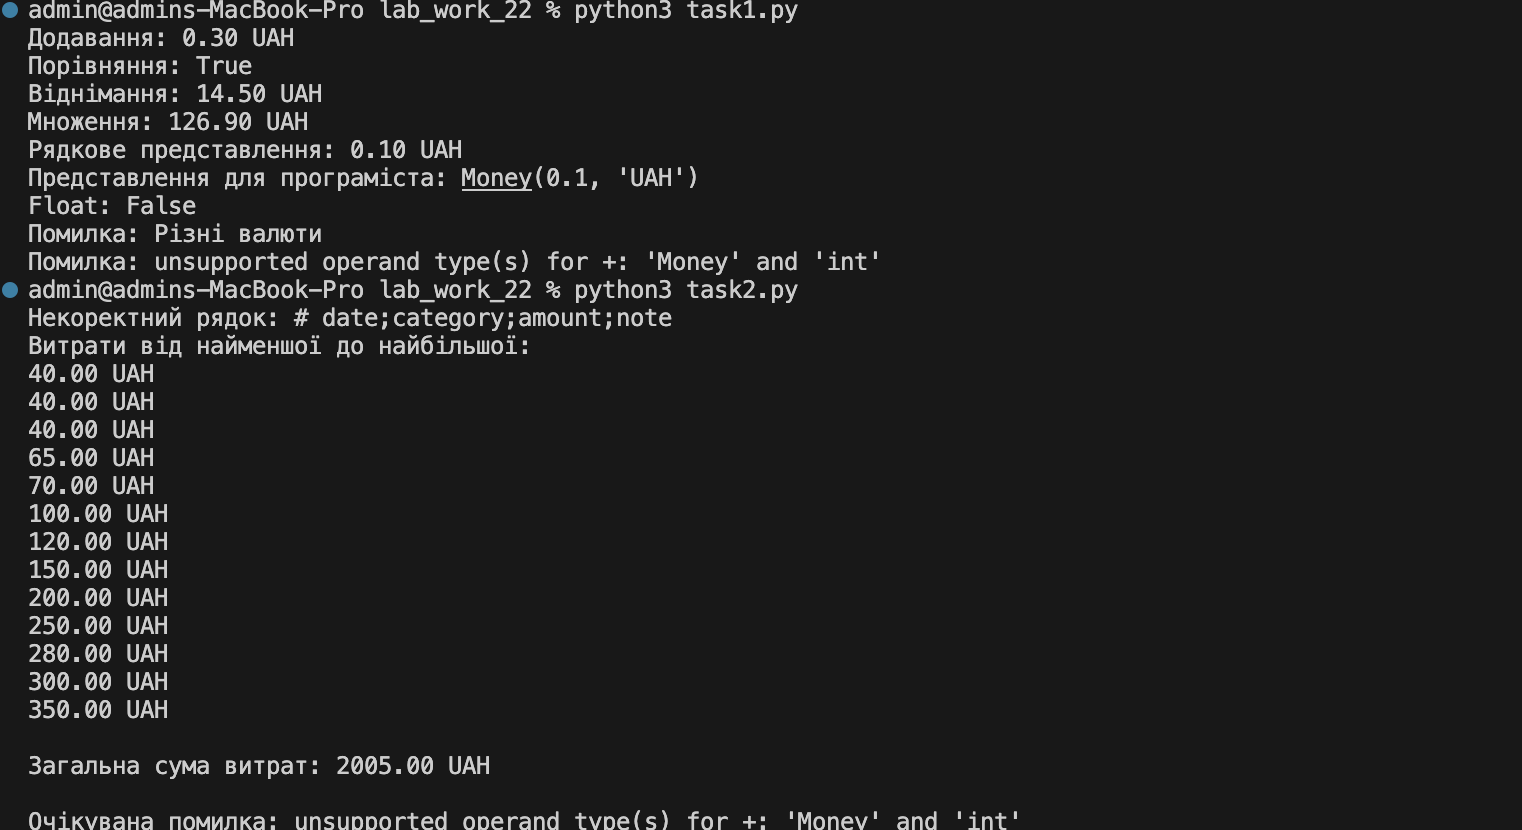 admin@admins-MacBook-Pro lab_work_22 % python3 task1.py
Додавання: 0.30 UAH
Порівняння: True
Віднімання: 14.50 UAH
Множення: 126.90 UAH
Рядкове представлення: 0.10 UAH
Представлення для програміста: Money(0.1, 'UAH')
Float: False
Помилка: Різні валюти
Помилка: unsupported operand type(s) for +: 'Money' and 'int'
admin@admins-MacBook-Pro lab_work_22 % python3 task2.py
Некоректний рядок: # date;category;amount;note
Витрати від найменшої до найбільшої:
40.00 UAH
40.00 UAH
40.00 UAH
65.00 UAH
70.00 UAH
100.00 UAH
120.00 UAH
150.00 UAH
200.00 UAH
250.00 UAH
280.00 UAH
300.00 UAH
350.00 UAH
Загальна сума витрат: 2005.00 UAH
Очікувана помилка: unsupported operand type(s) for +: 'Money' and 'int'